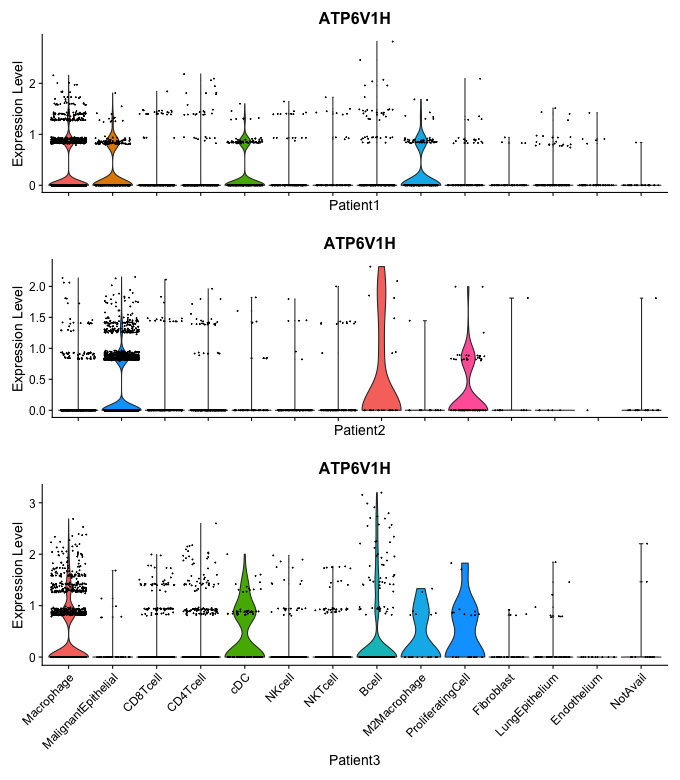 ATP6V1H
Expression Level
2
1
0
Patient1
ATP6V1H
Expression Level
2.0
1.5
1.0
0.5
0.0
Patient2
ATP6V1H
Expression Level
3
2
1
0
Macrophage
MalignantEpithelial
CD8Tcell
CD4Tcell
cDC
NKcell
NKTcell
Bcell
M2Macrophage
ProliferatingCell
Fibroblast
LungEpithelium
Endothelium
NotAvail
Patient3